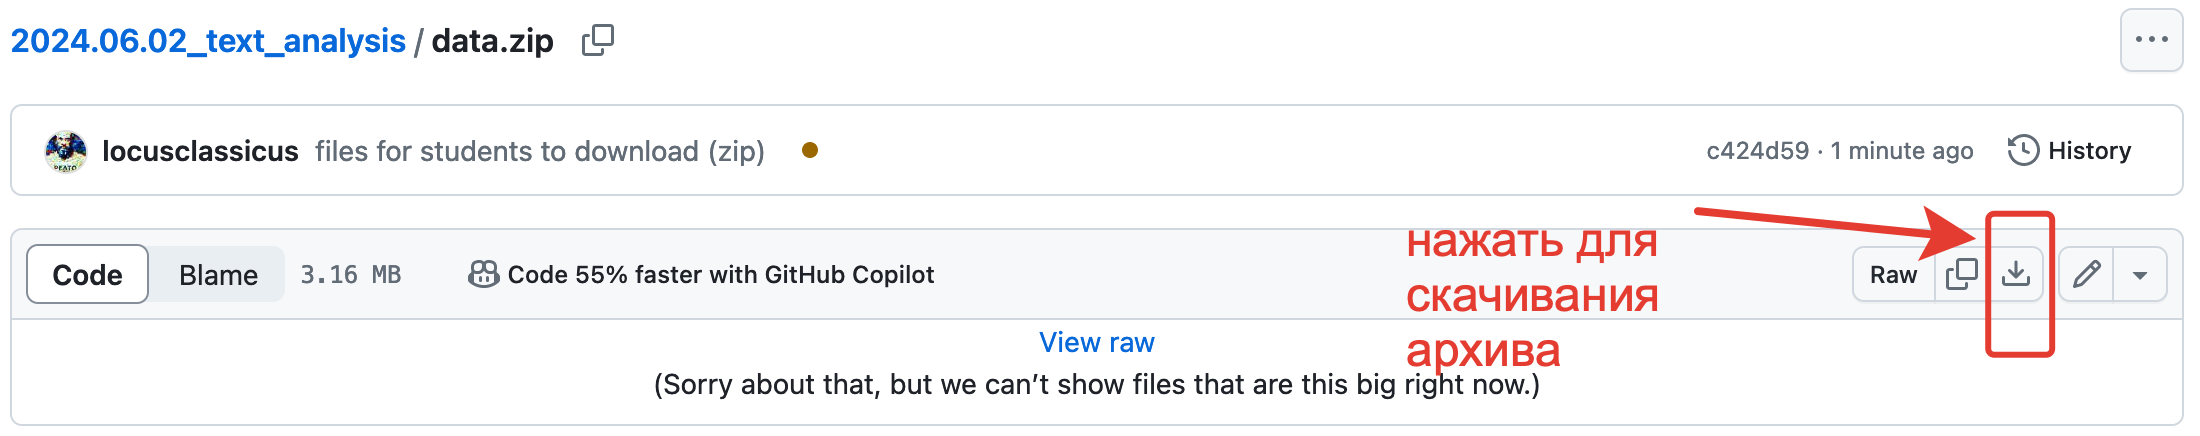 2024.06.02_text_analysis / data.zip
locusclassicus files for students to download (zip)
c424d59 · 1 minute ago
History
Code Blame 3.16 MB
Code 55% faster with GitHub Copilot
Raw
нажать для
скачивания
архива
View raw
(Sorry about that, but we can’t show files that are this big right now.)